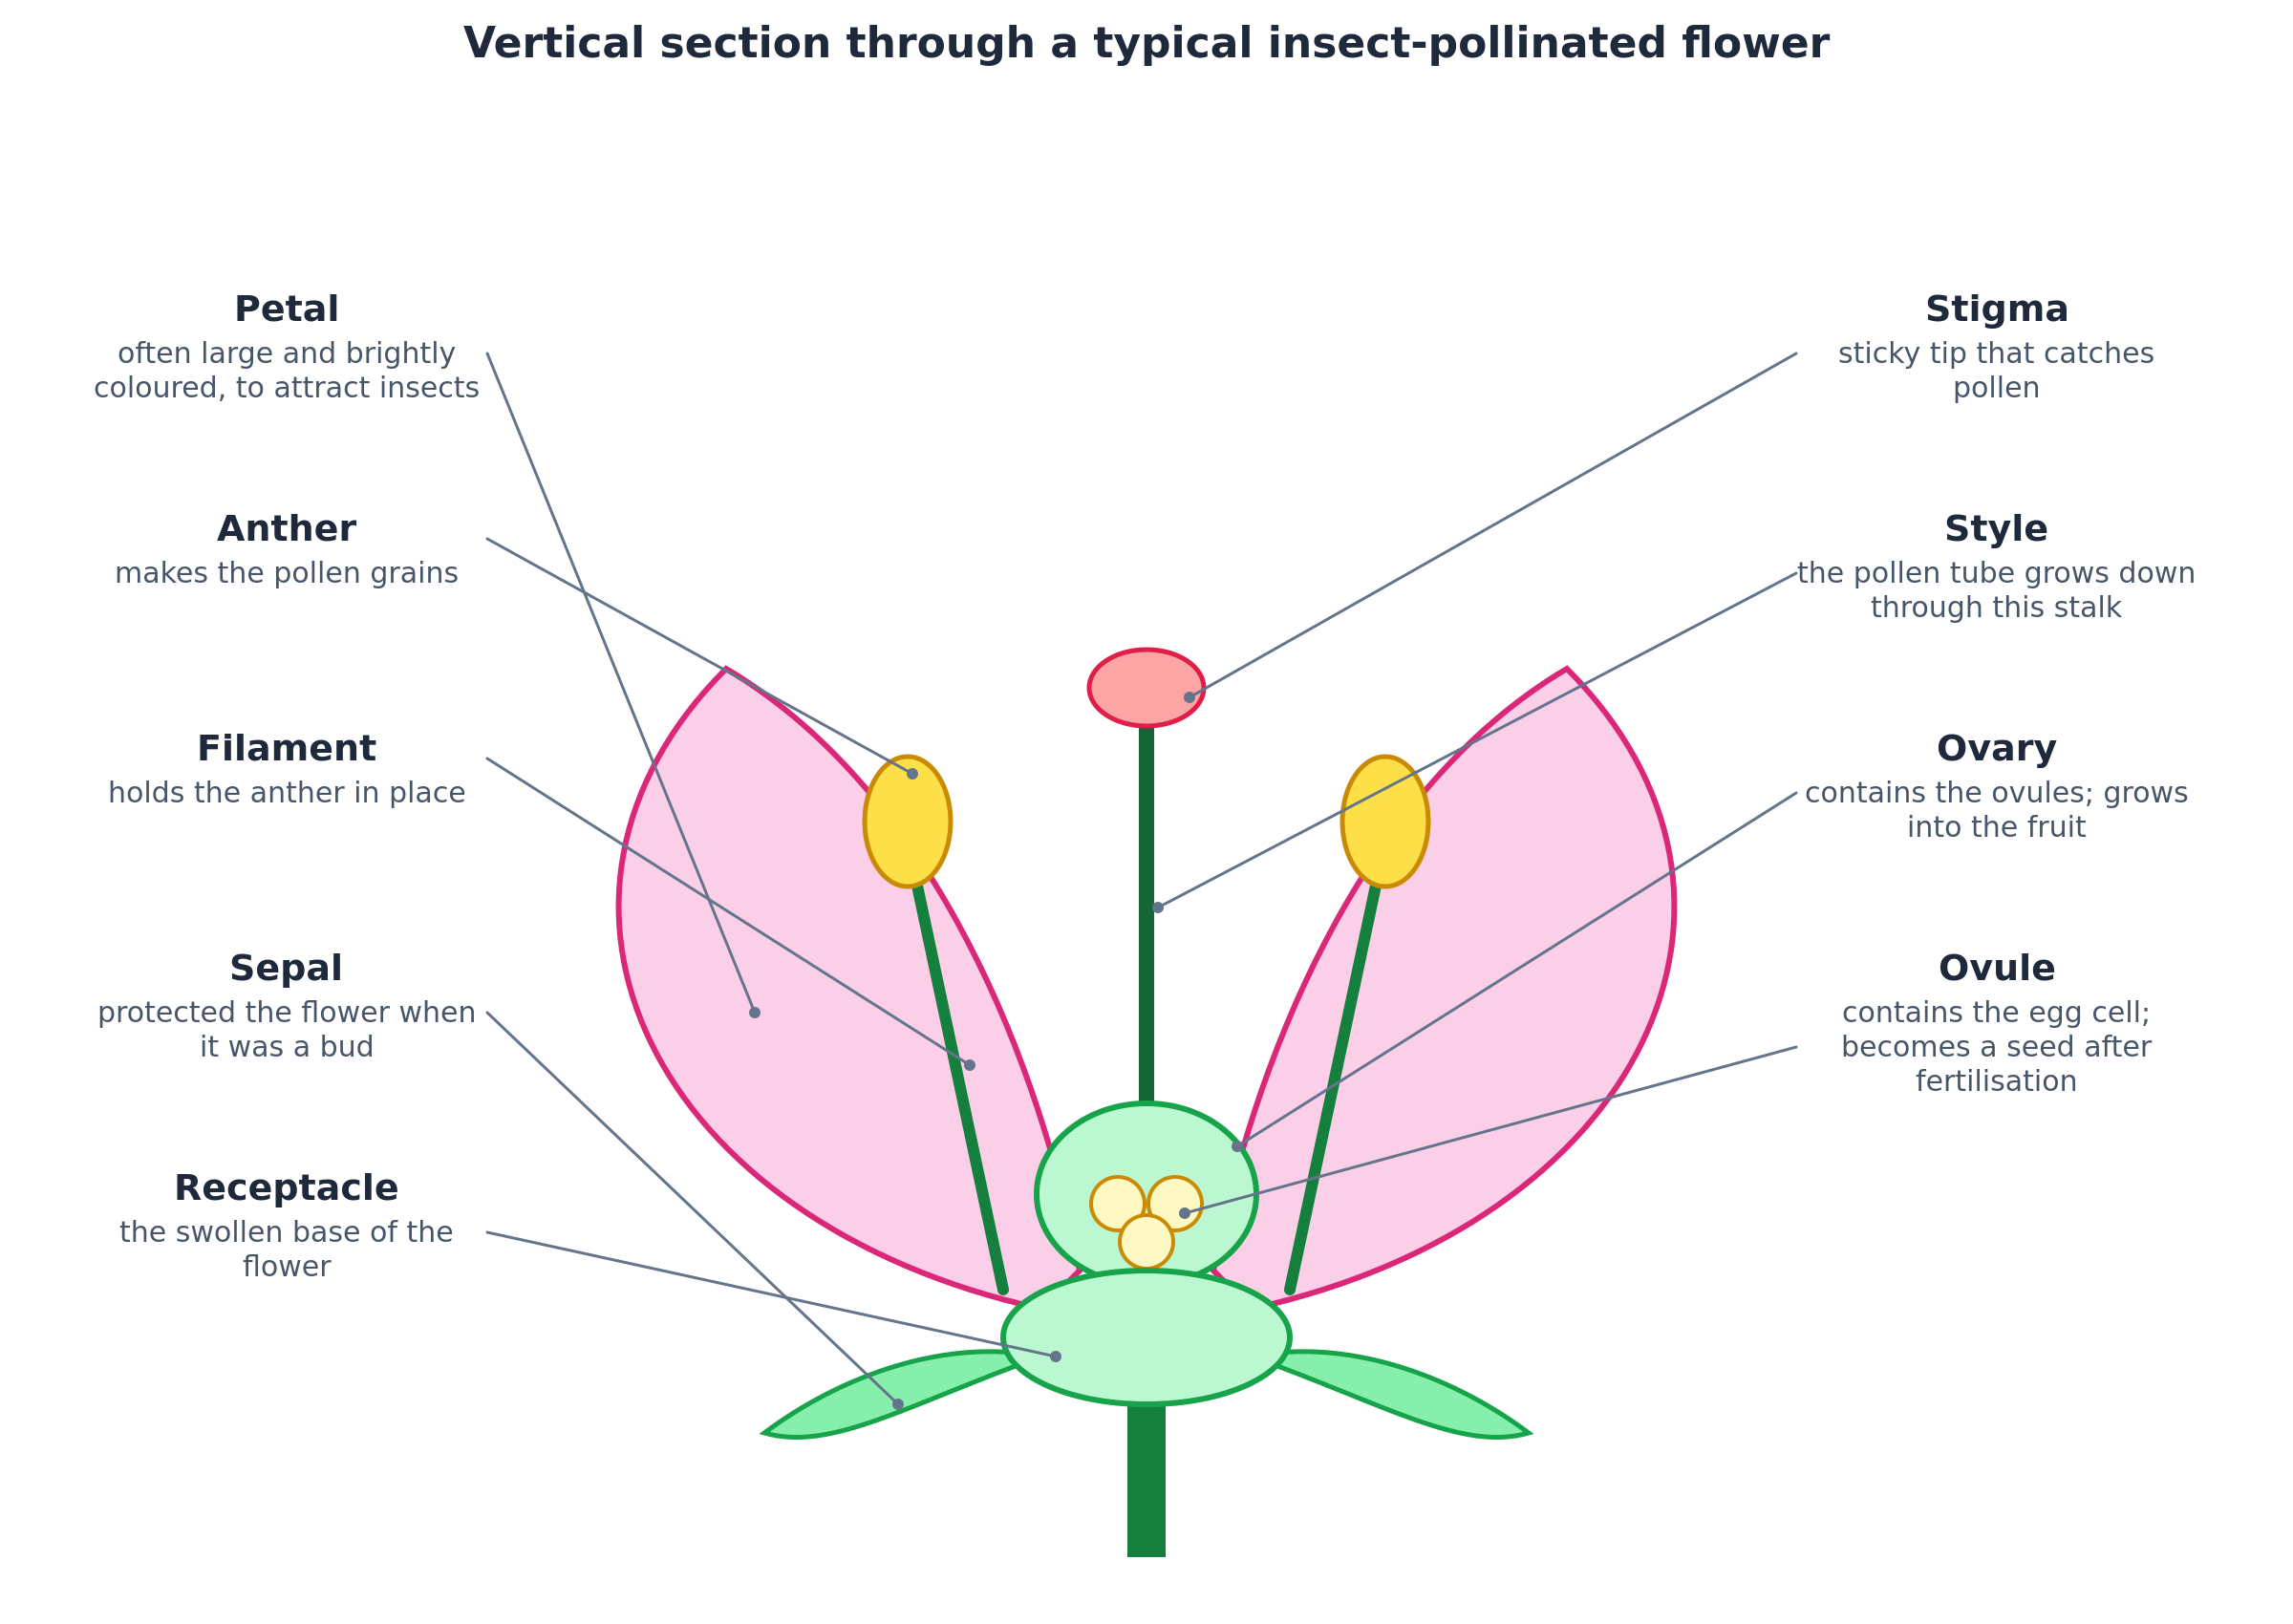 Vertical section through a typical insect-pollinated flower
Petal
often large and brightly
coloured, to attract insects
Anther
makes the pollen grains
Filament
holds the anther in place
Sepal
protected the flower when
it was a bud
Receptacle
the swollen base of the
flower
Stigma
sticky tip that catches
pollen
Style
the pollen tube grows down
through this stalk
Ovary
contains the ovules; grows
into the fruit
Ovule
contains the egg cell;
becomes a seed after
fertilisation